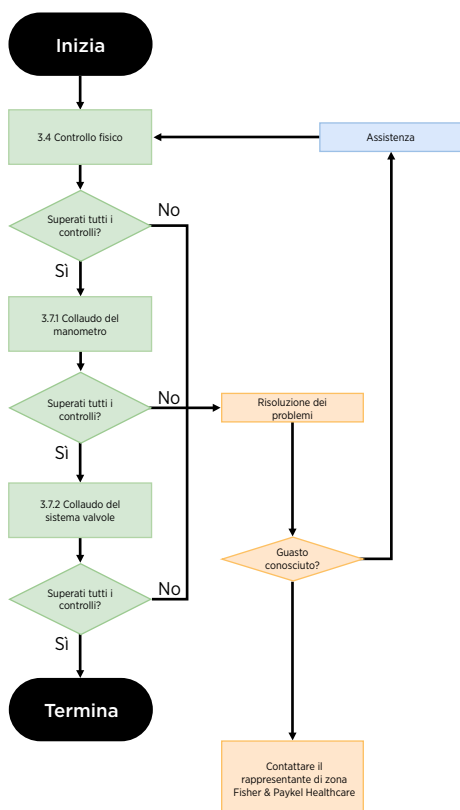 Inizia
3.4 Controllo fisico
Assistenza
Superati tutti i
controlli?
No
Sì
3.7.1 Collaudo del
manometro
Superati tutti i
controlli?
No
Risoluzione dei
problemi
Sì
3.7.2 Collaudo del
sistema valvole
Guasto
conosciuto?
Superati tutti i
controlli?
No
Sì
Termina
Contattare il
rappresentante di zona
Fisher & Paykel Healthcare